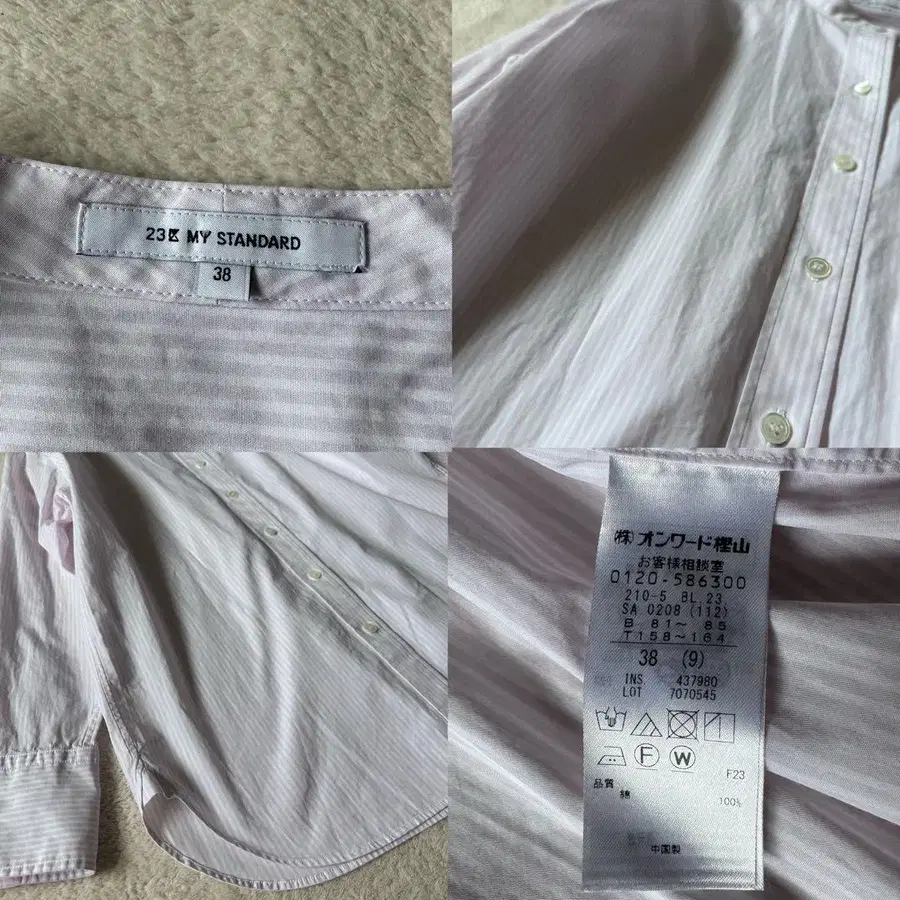 23区 MY STANDARD
38
(株)オンワード樫山
お客様相談室
0120-586300
210-5 BL.23
SA 0208 (112)
B 81～ 85
T158～164
38 (9)
INS 437980
LOT 7070545
F W
F23
品質
綿 100%
中国製